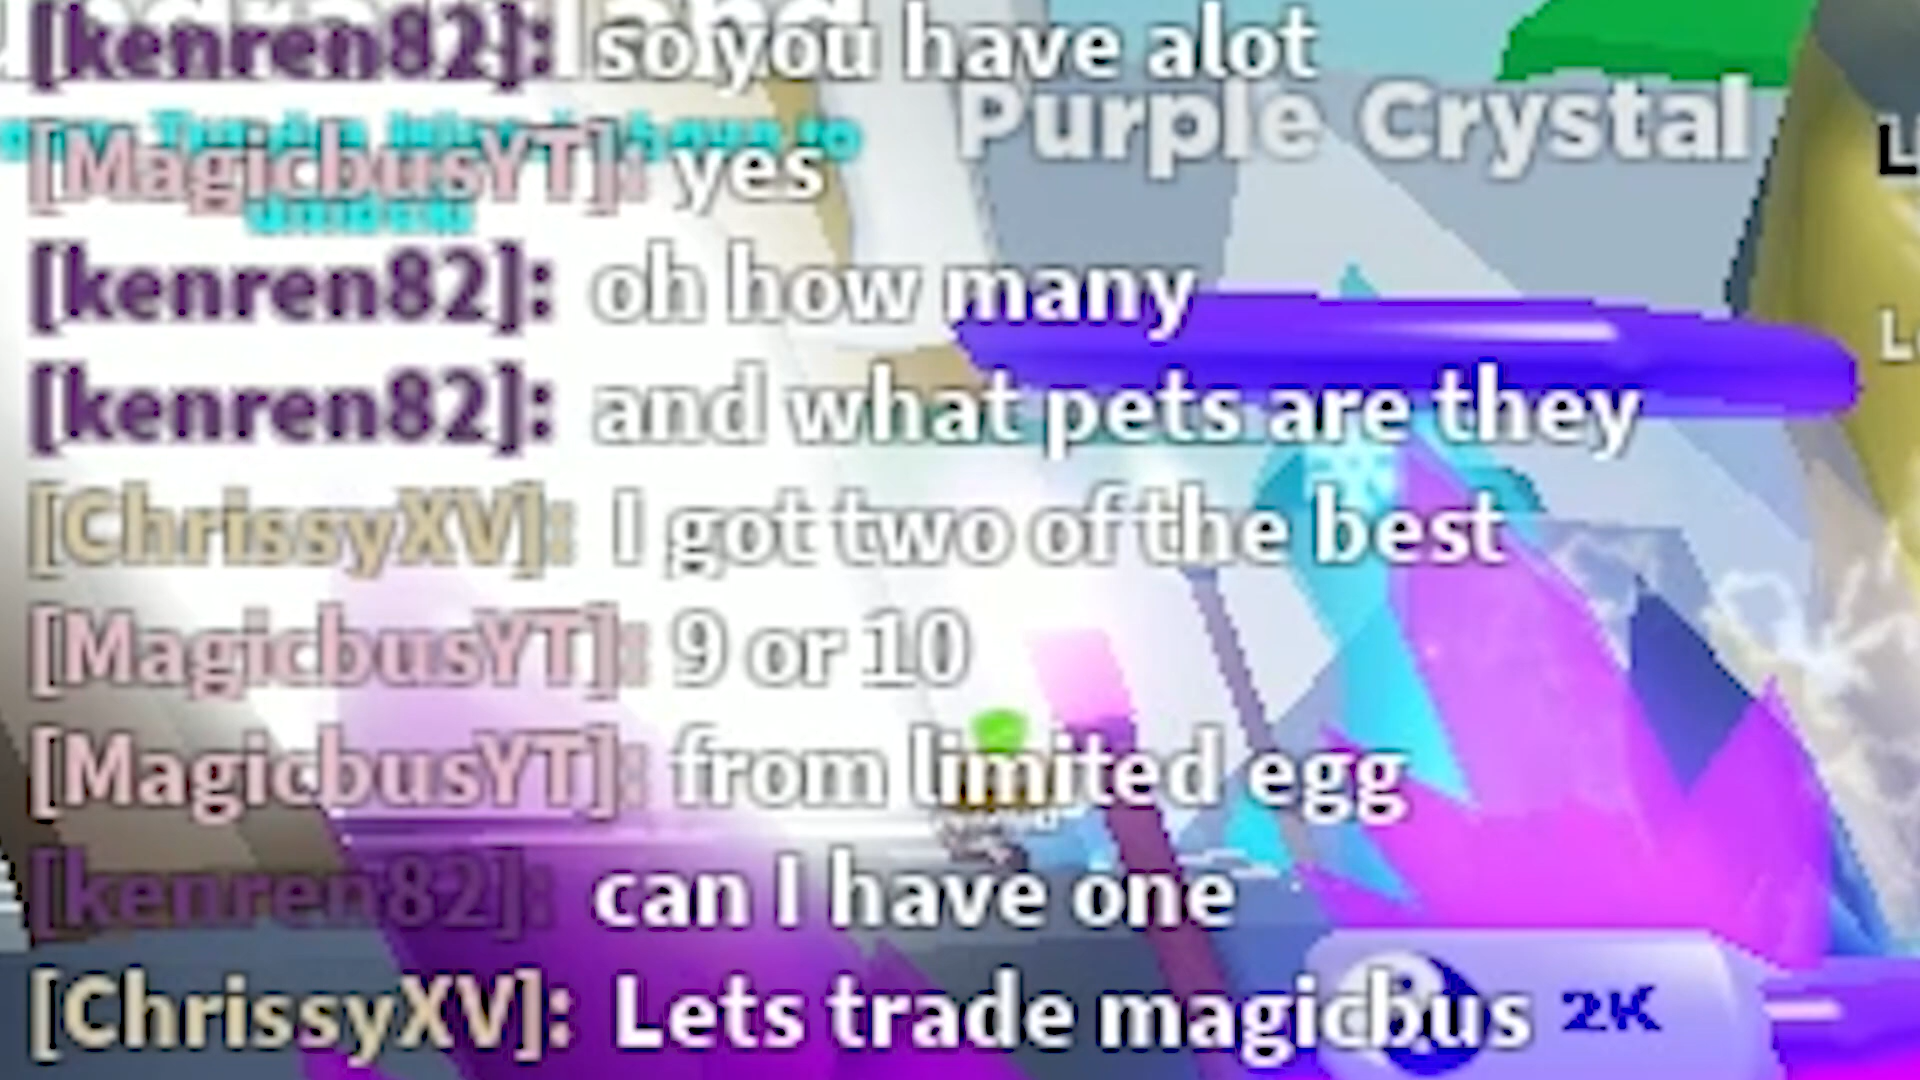 [kenren82]: so you have alot
Purple Crystal
[MagicbusYT]: yes
[kenren82]: oh how many
[kenren82]: and what pets are they
[ChrissyXV]: I got two of the best
[MagicbusYT]: 9 or 10
[MagicbusYT]: from limited egg
[kenren82]: can I have one
[ChrissyXV]: Lets trade magicbus
2K